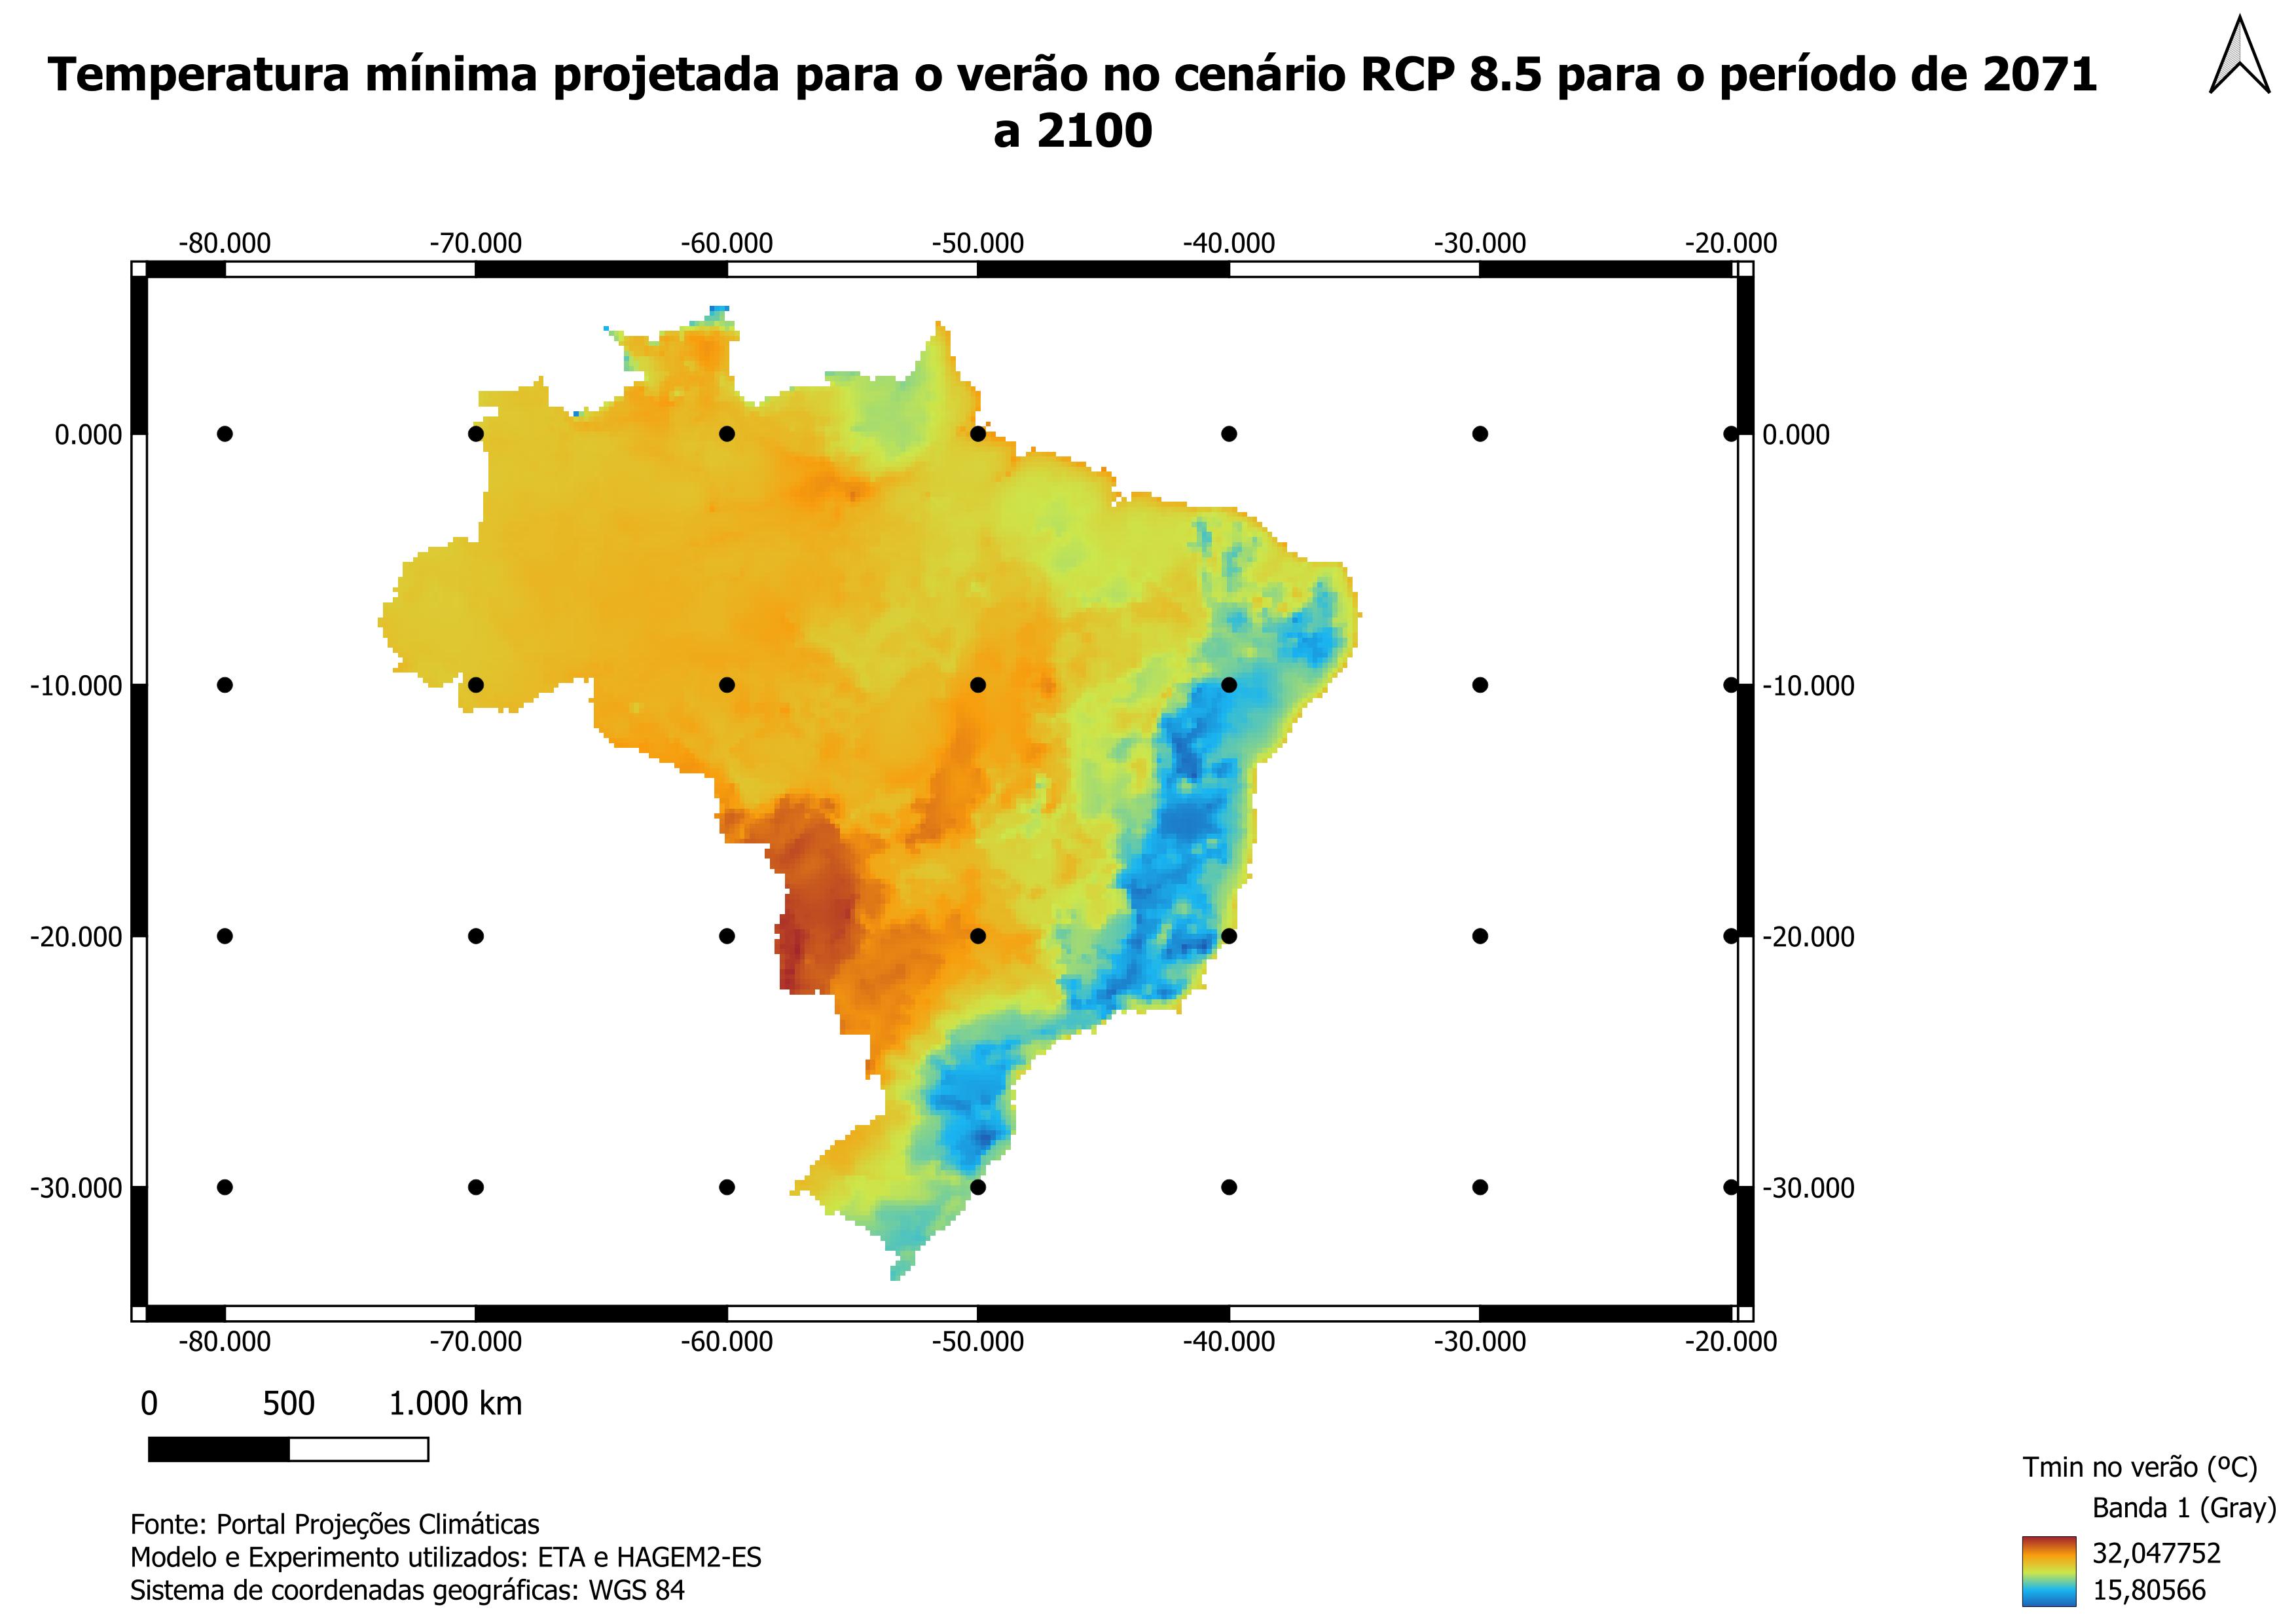 Temperatura mínima projetada para o verão no cenário RCP 8.5 para o período de 2071
a 2100
-80.000 -70.000 -60.000 -50.000 -40.000 -30.000 -20.000
0.000 0.000
-10.000 -10.000
-20.000 -20.000
-30.000 -30.000
-80.000 -70.000 -60.000 -50.000 -40.000 -30.000 -20.000
0 500 1.000 km
Tmin no verão (ºC)
Banda 1 (Gray)
32,047752
15,80566
Fonte: Portal Projeções Climáticas
Modelo e Experimento utilizados: ETA e HAGEM2-ES
Sistema de coordenadas geográficas: WGS 84